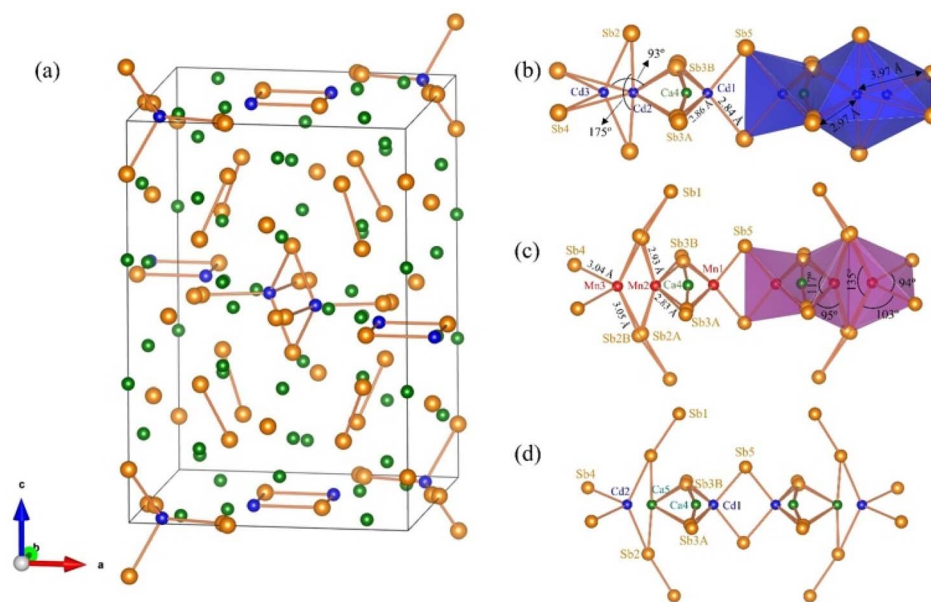 (a)
c
b
a
(b)
Sb2
93°
Sb3B
Sb5
3.97 Å
Cd3
Cd2
Ca4
Cd1
Sb4
175°
2.86 Å
2.84 Å
Sb3A
2.97 Å
(c)
Sb1
Sb4
3.04 Å
2.93 Å
Sb3B
Sb5
Mn3
Mn2
Ca4
Mn1
117°
135°
94°
3.05 Å
2.83 Å
Sb3A
95°
103°
Sb2B
Sb2A
(d)
Sb1
Sb4
Sb3B
Sb5
Cd2
Ca5
Ca4
Cd1
Sb3A
Sb2